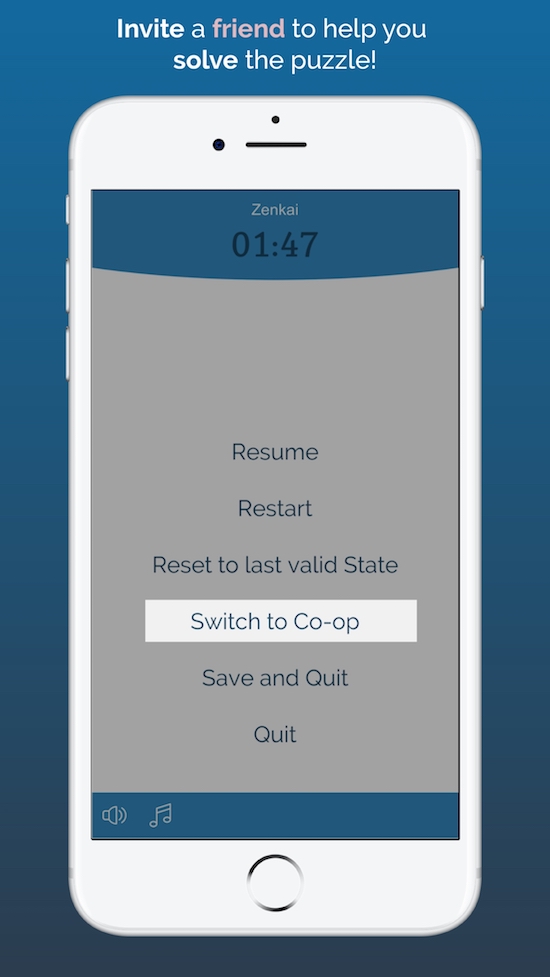 Invite a friend to help you
solve the puzzle!
Zenkai
01:47
Resume
Restart
Reset to last valid State
Switch to Co-op
Save and Quit
Quit